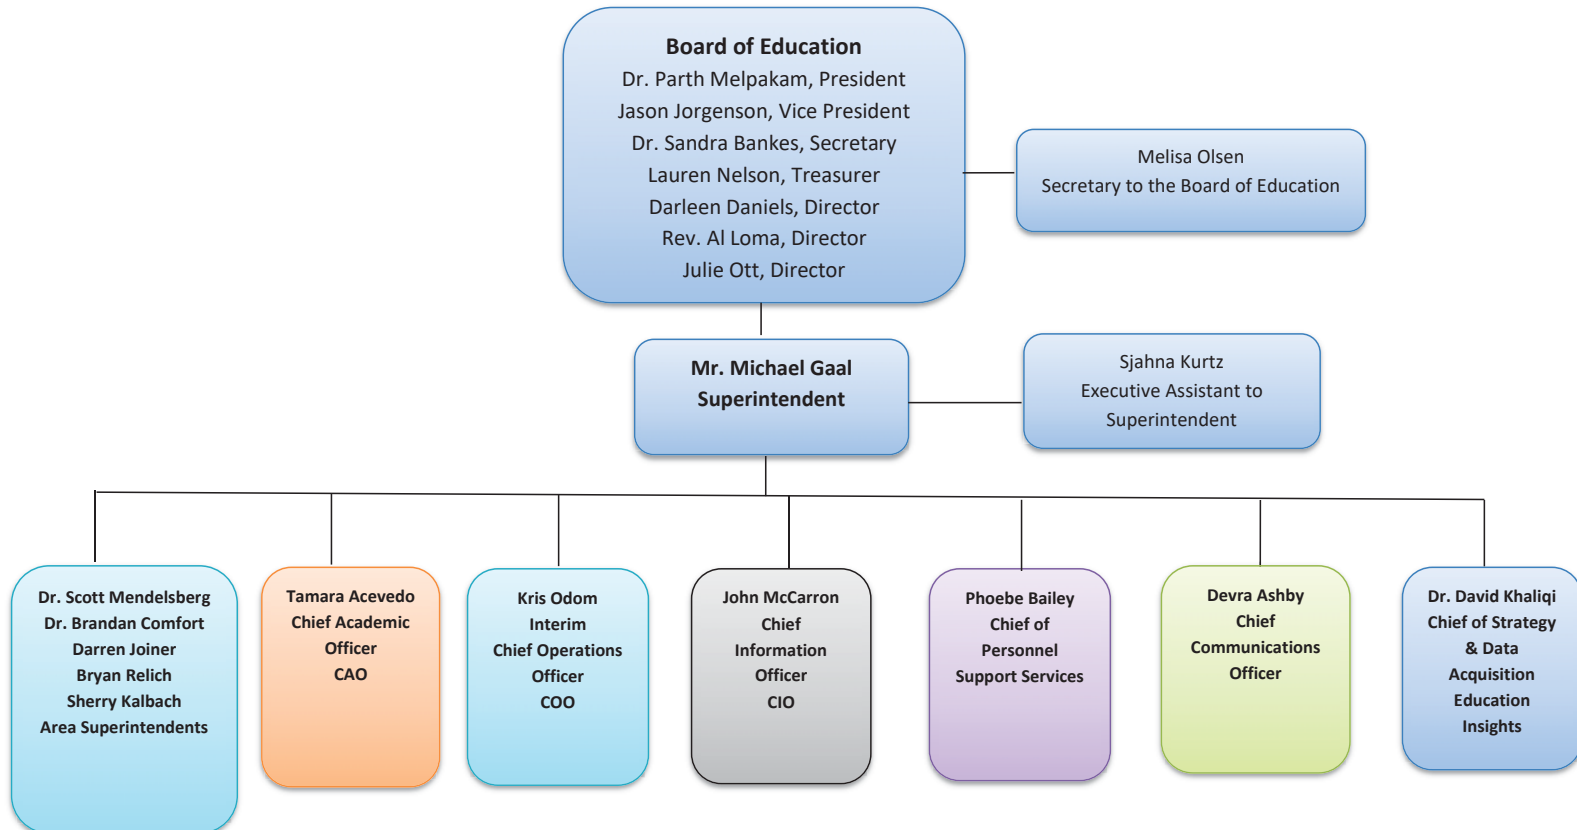 Board of Education
Dr. Parth Melpakam, President
Jason Jorgenson, Vice President
Dr. Sandra Bankes, Secretary
Lauren Nelson, Treasurer
Darleen Daniels, Director
Rev. Al Loma, Director
Julie Ott, Director
Melisa Olsen
Secretary to the Board of Education
Mr. Michael Gaal
Superintendent
Sjahna Kurtz
Executive Assistant to
Superintendent
Dr. Scott Mendelsberg
Dr. Brandan Comfort
Darren Joiner
Bryan Relich
Sherry Kalbach
Area Superintendents
Tamara Acevedo
Chief Academic
Officer
CAO
Kris Odom
Interim
Chief Operations
Officer
COO
John McCarron
Chief
Information
Officer
CIO
Phoebe Bailey
Chief of
Personnel
Support Services
Devra Ashby
Chief
Communications
Officer
Dr. David Khaliqi
Chief of Strategy
& Data
Acquisition
Education
Insights